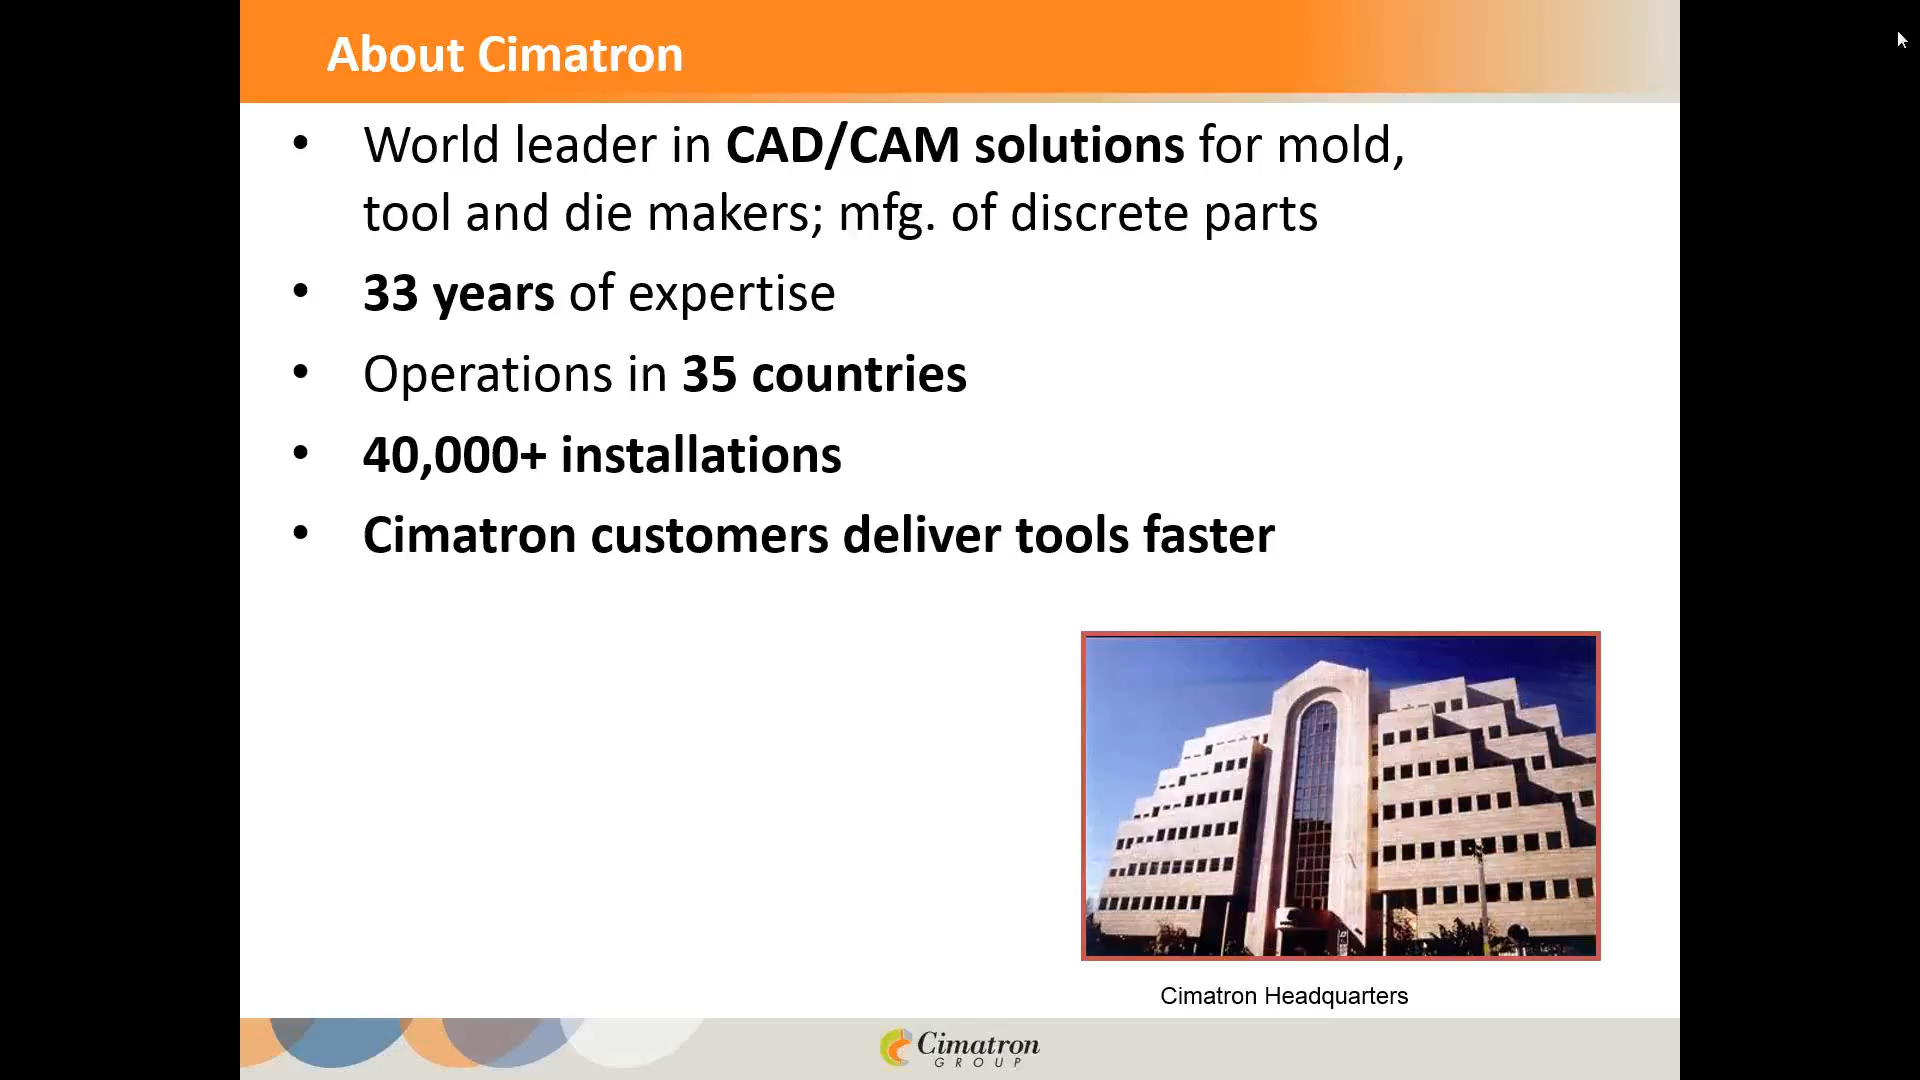 About Cimatron
• World leader in CAD/CAM solutions for mold,
tool and die makers; mfg. of discrete parts
• 33 years of expertise
• Operations in 35 countries
• 40,000+ installations
• Cimatron customers deliver tools faster
Cimatron Headquarters
Cimatron
GROUP